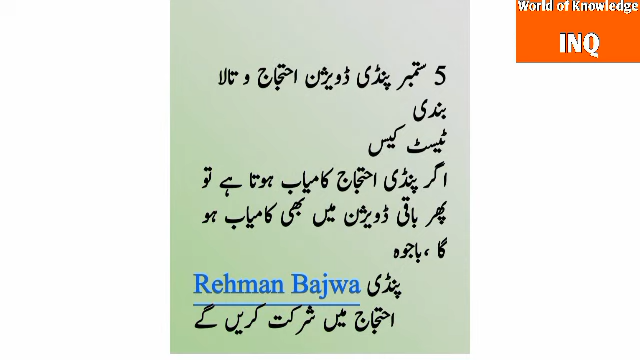 World of Knowledge
INQ
5 ستمبر پنڈی ڈویژن احتجاج و تالا
بندی
ٹیسٹ کیس
اگر پنڈی احتجاج کامیاب ہوتا ہے تو
پھر باقی ڈویژن میں بھی کامیاب ہو
گا ،باجوہ
پنڈی Rehman Bajwa
احتجاج میں شرکت کریں گے